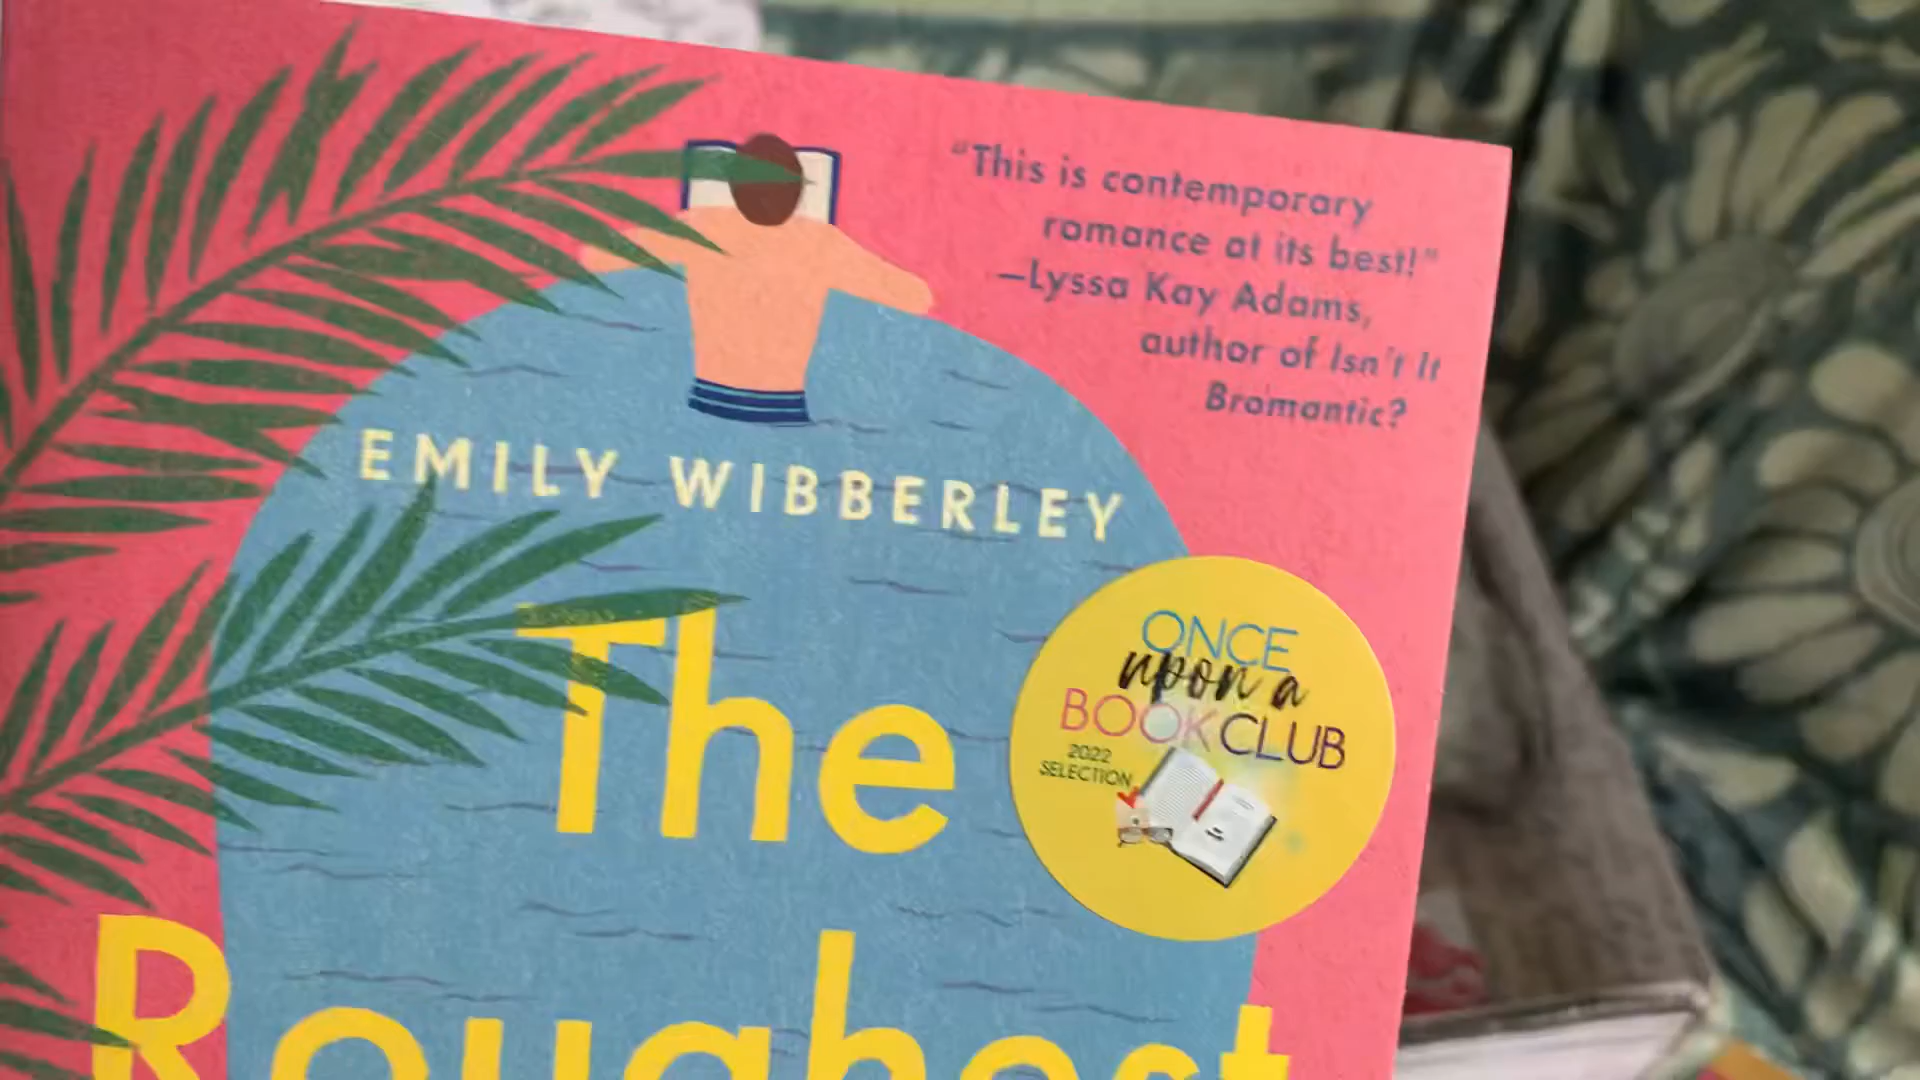 "This is contemporary
romance at its best!"
—Lyssa Kay Adams,
author of Isn't It
Bromantic?
EMILY WIBBERLEY
The
ONCE
upon a
BOOK CLUB
2022
SELECTION
Roughest